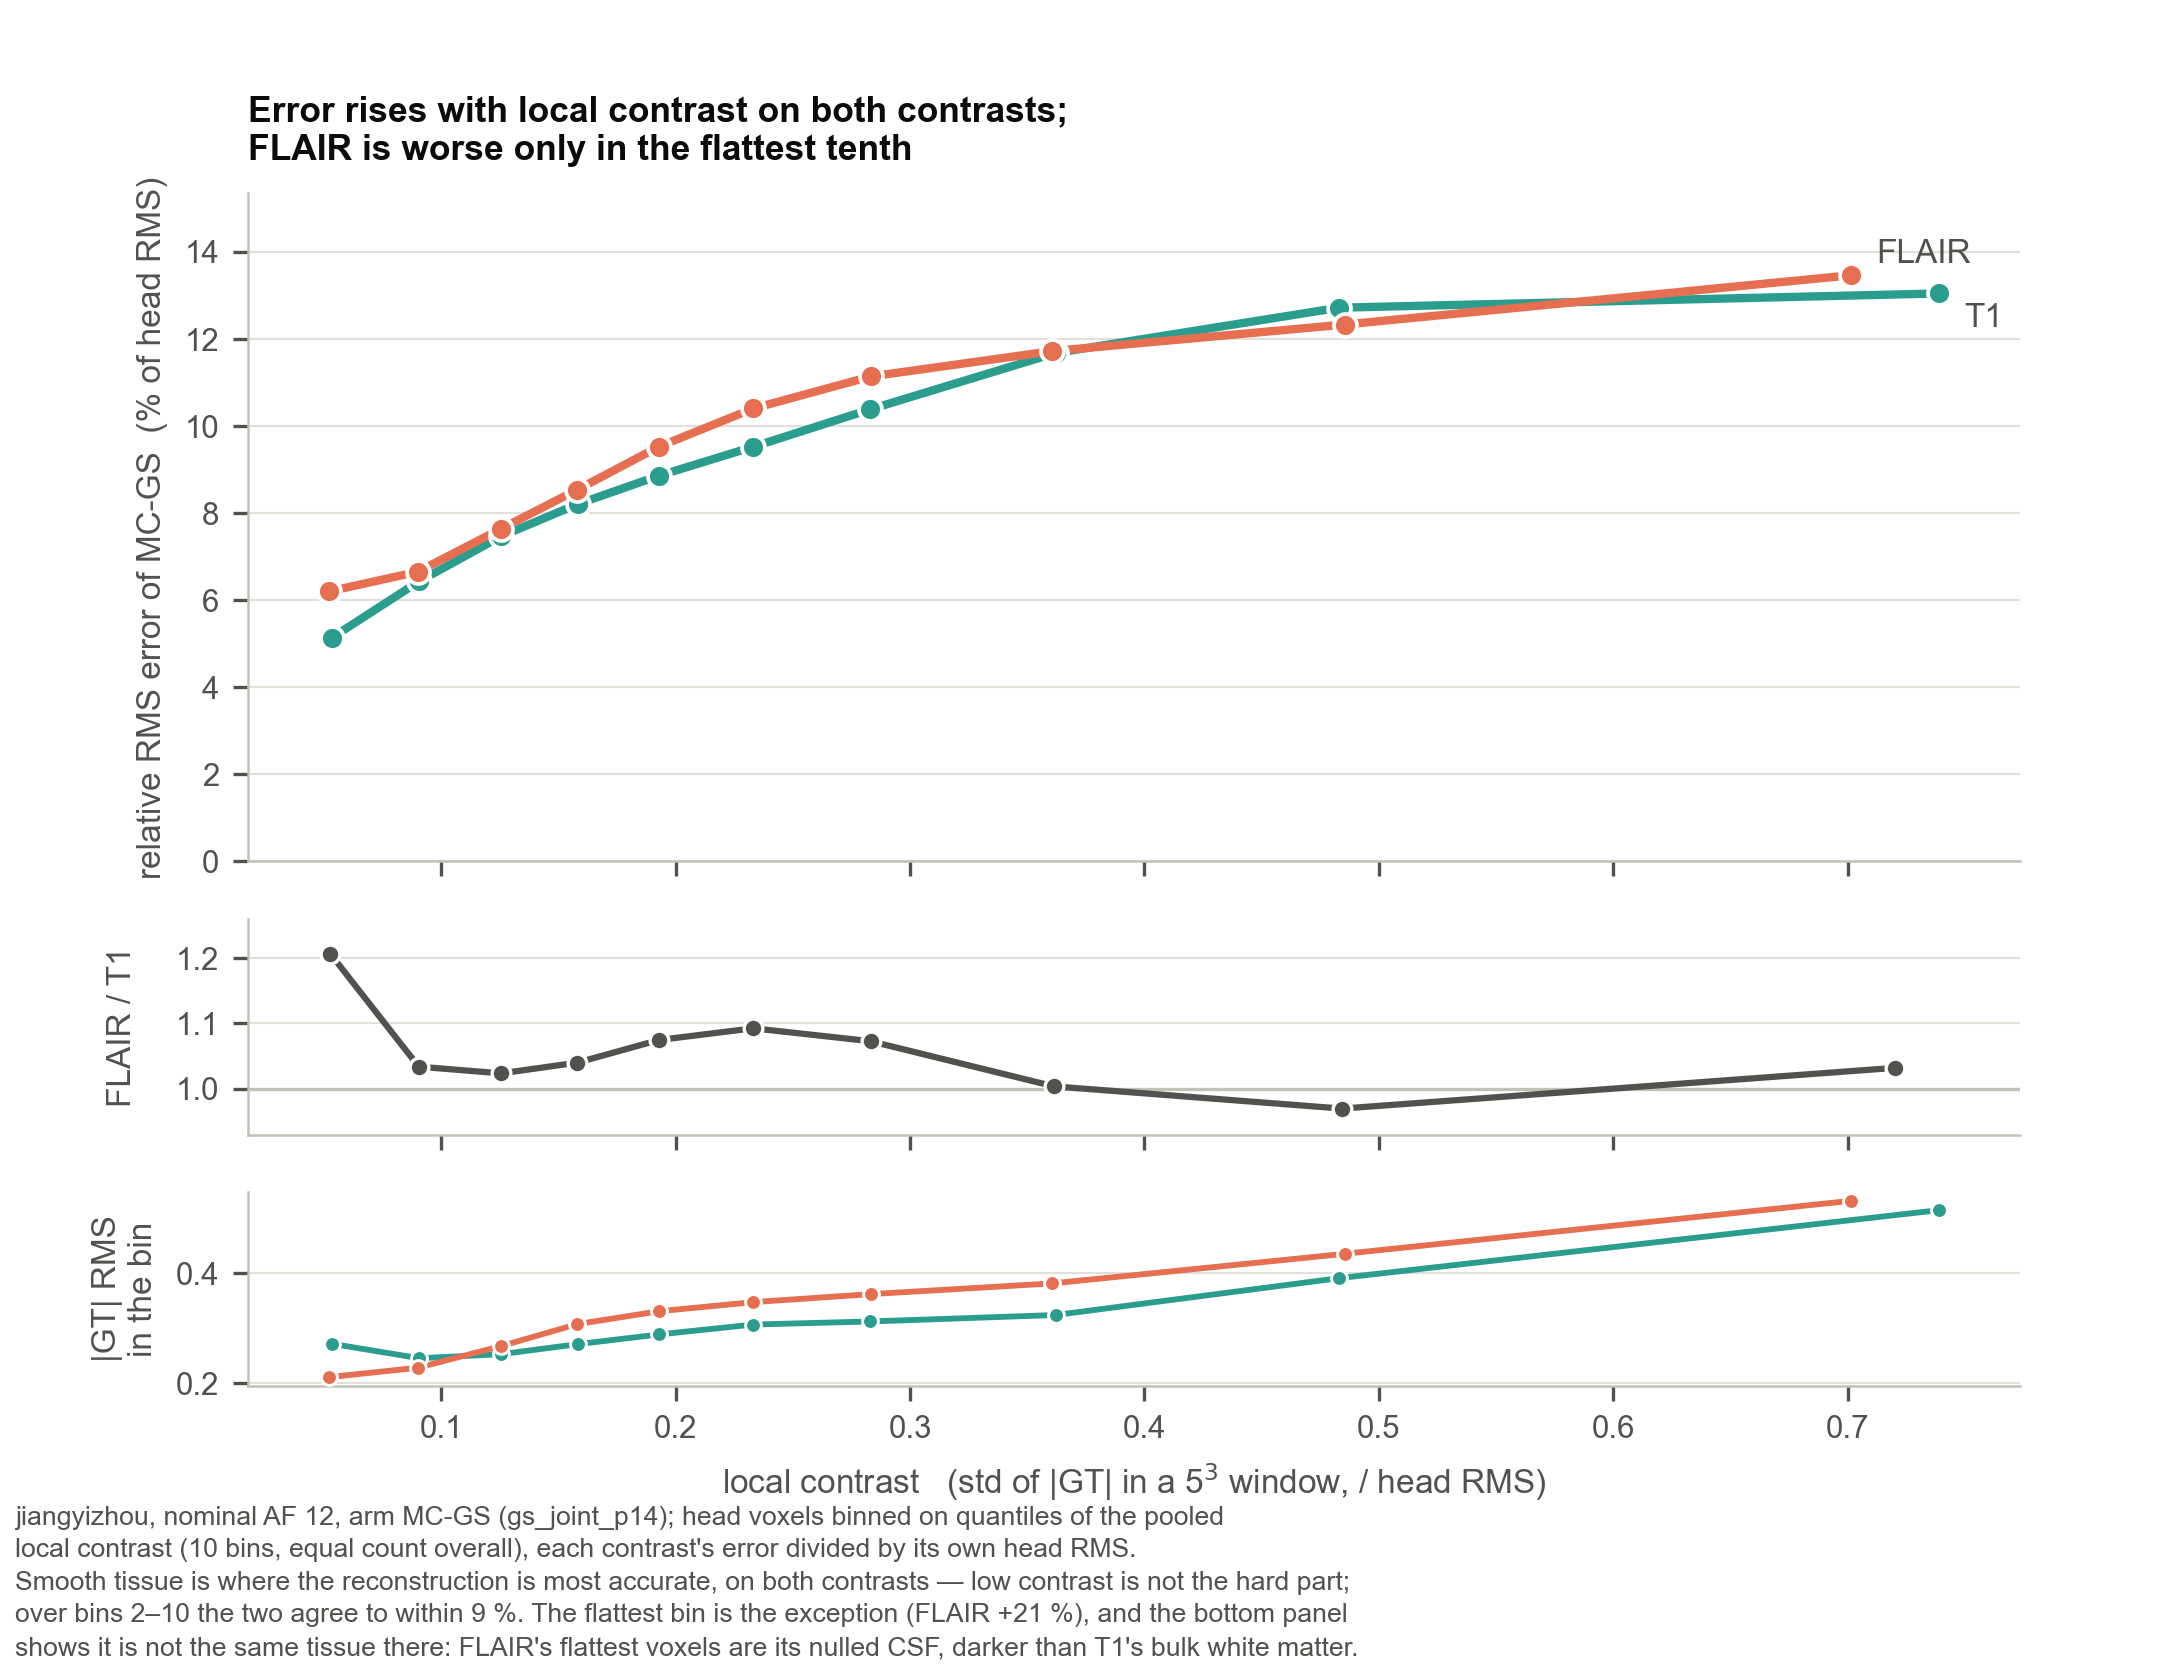 Error rises with local contrast on both contrasts;
FLAIR is worse only in the flattest tenth
relative RMS error of MC-GS (% of head RMS)
14
12
10
8
6
4
2
0
FLAIR
T1
FLAIR / T1
1.2
1.1
1.0
|GT| RMS
in the bin
0.4
0.2
0.1 0.2 0.3 0.4 0.5 0.6 0.7
local contrast (std of |GT| in a 5³ window, / head RMS)
jiangyizhou, nominal AF 12, arm MC-GS (gs_joint_p14); head voxels binned on quantiles of the pooled
local contrast (10 bins, equal count overall), each contrast's error divided by its own head RMS.
Smooth tissue is where the reconstruction is most accurate, on both contrasts — low contrast is not the hard part;
over bins 2–10 the two agree to within 9 %. The flattest bin is the exception (FLAIR +21 %), and the bottom panel
shows it is not the same tissue there: FLAIR's flattest voxels are its nulled CSF, darker than T1's bulk white matter.